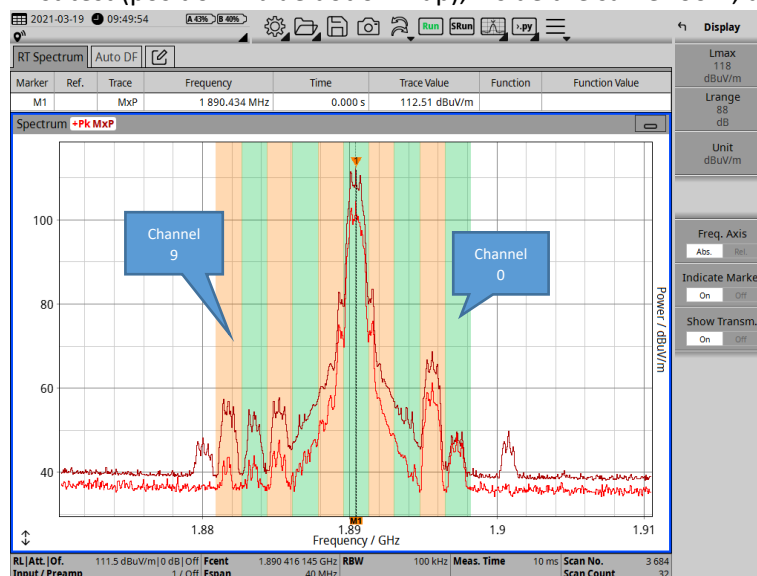 2021-03-19 09:49:54 A 43% B 40% Run SRun .py
Display
RT Spectrum Auto DF
Lmax
118
dBuV/m
Lrange
88
dB
Unit
dBuV/m
Marker Ref. Trace Frequency Time Trace Value Function Function Value
M1 MxP 1 890.434 MHz 0.000 s 112.51 dBuV/m
Spectrum +Pk MxP
1
100
80
60
40
Channel
9
Channel
0
Power / dBuV/m
M1
1.88 1.89 1.9 1.91
Frequency / GHz
Freq. Axis
Abs. Rel.
Indicate Marke
On Off
Show Transm.
On Off
RL|Att.|Of. 111.5 dBuV/m|0 dB|Off Fcent 1.890 416 145 GHz RBW 100 kHz Meas. Time 10 ms Scan No. 3 684
Input / Preamp 1 / Off Fspan 40 MHz Scan Count 32